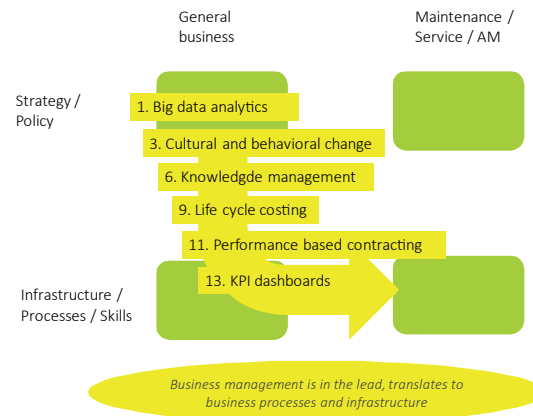 General
business
Maintenance /
Service / AM
Strategy /
Policy
1. Big data analytics
3. Cultural and behavioral change
6. Knowledgde management
9. Life cycle costing
11. Performance based contracting
13. KPI dashboards
Infrastructure /
Processes / Skills
Business management is in the lead, translates to
business processes and infrastructure